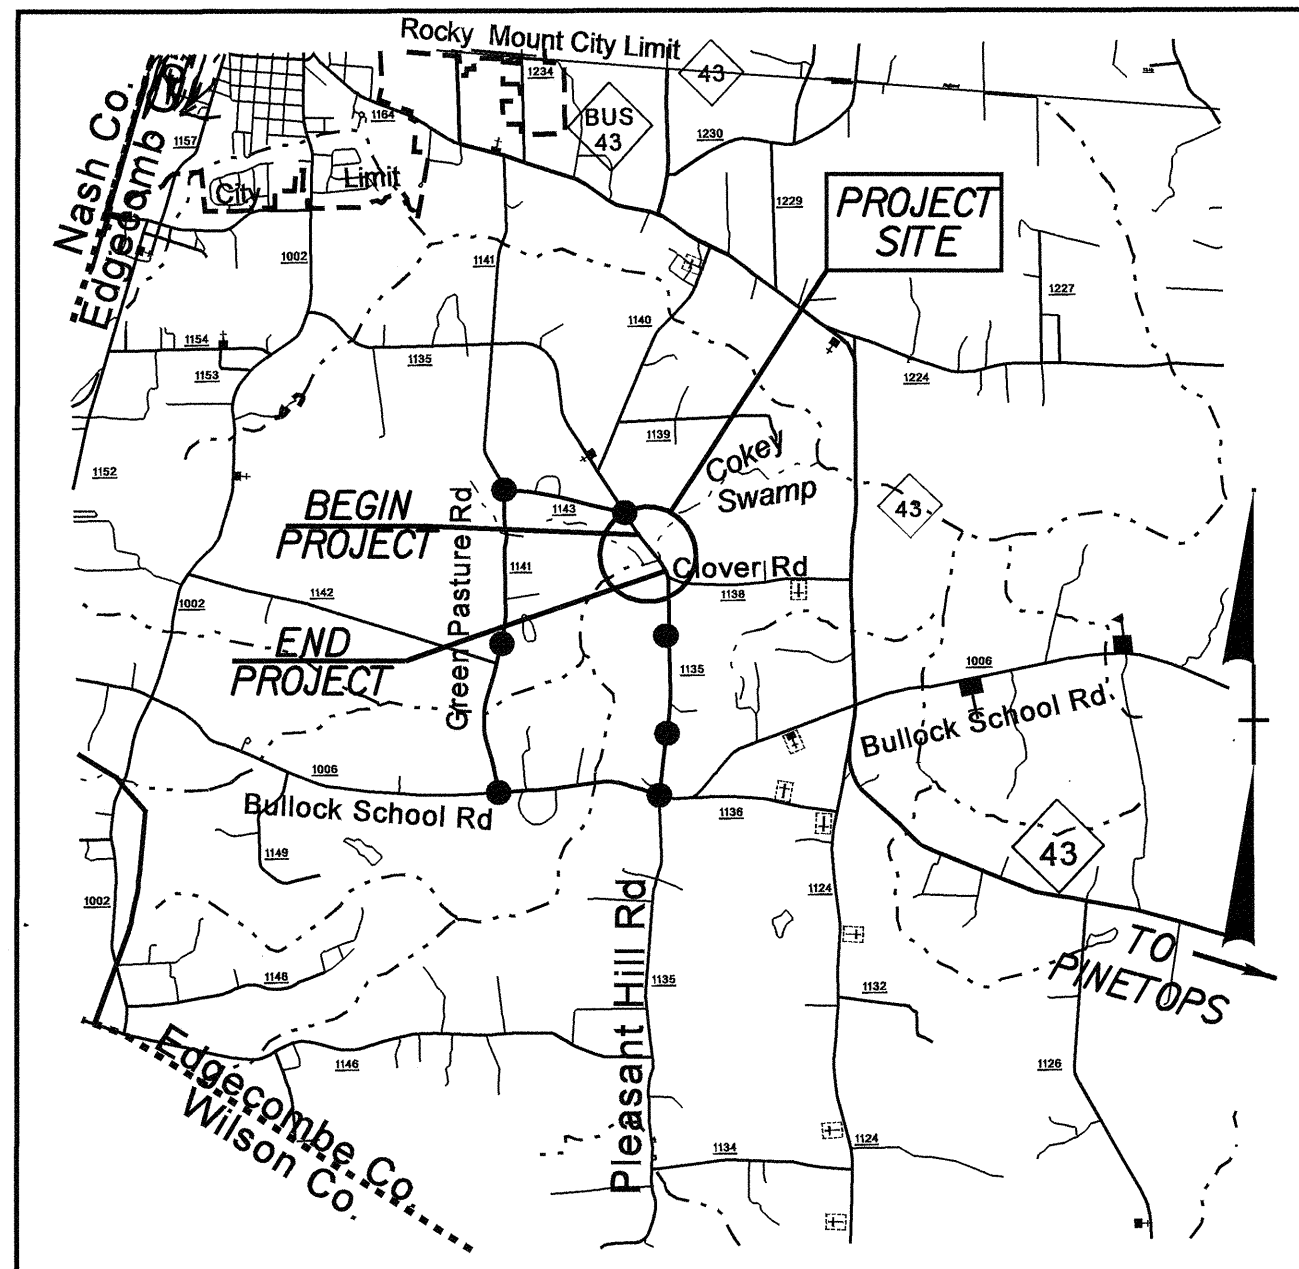 Rocky Mount City Limit
43
1234
1164
BUS
43
1230
1157
Nash Co.
Edgecomb Co.
City Limit
1229
PROJECT
SITE
1002
1141
1227
1140
1154
1135
1153
1224
1139
1152
Cokey
Swamp
BEGIN
PROJECT
Green Pasture Rd
1143
43
1141
Clover Rd
1138
1142
1002
END
PROJECT
1135
1006
Bullock School Rd
1006
Bullock School Rd
1136
43
1149
1124
1002
Pleasant Hill Rd
TO
PINETOPS
1148
1135
1132
1146
1126
Edgecombe Co.
Wilson Co.
1134
1124